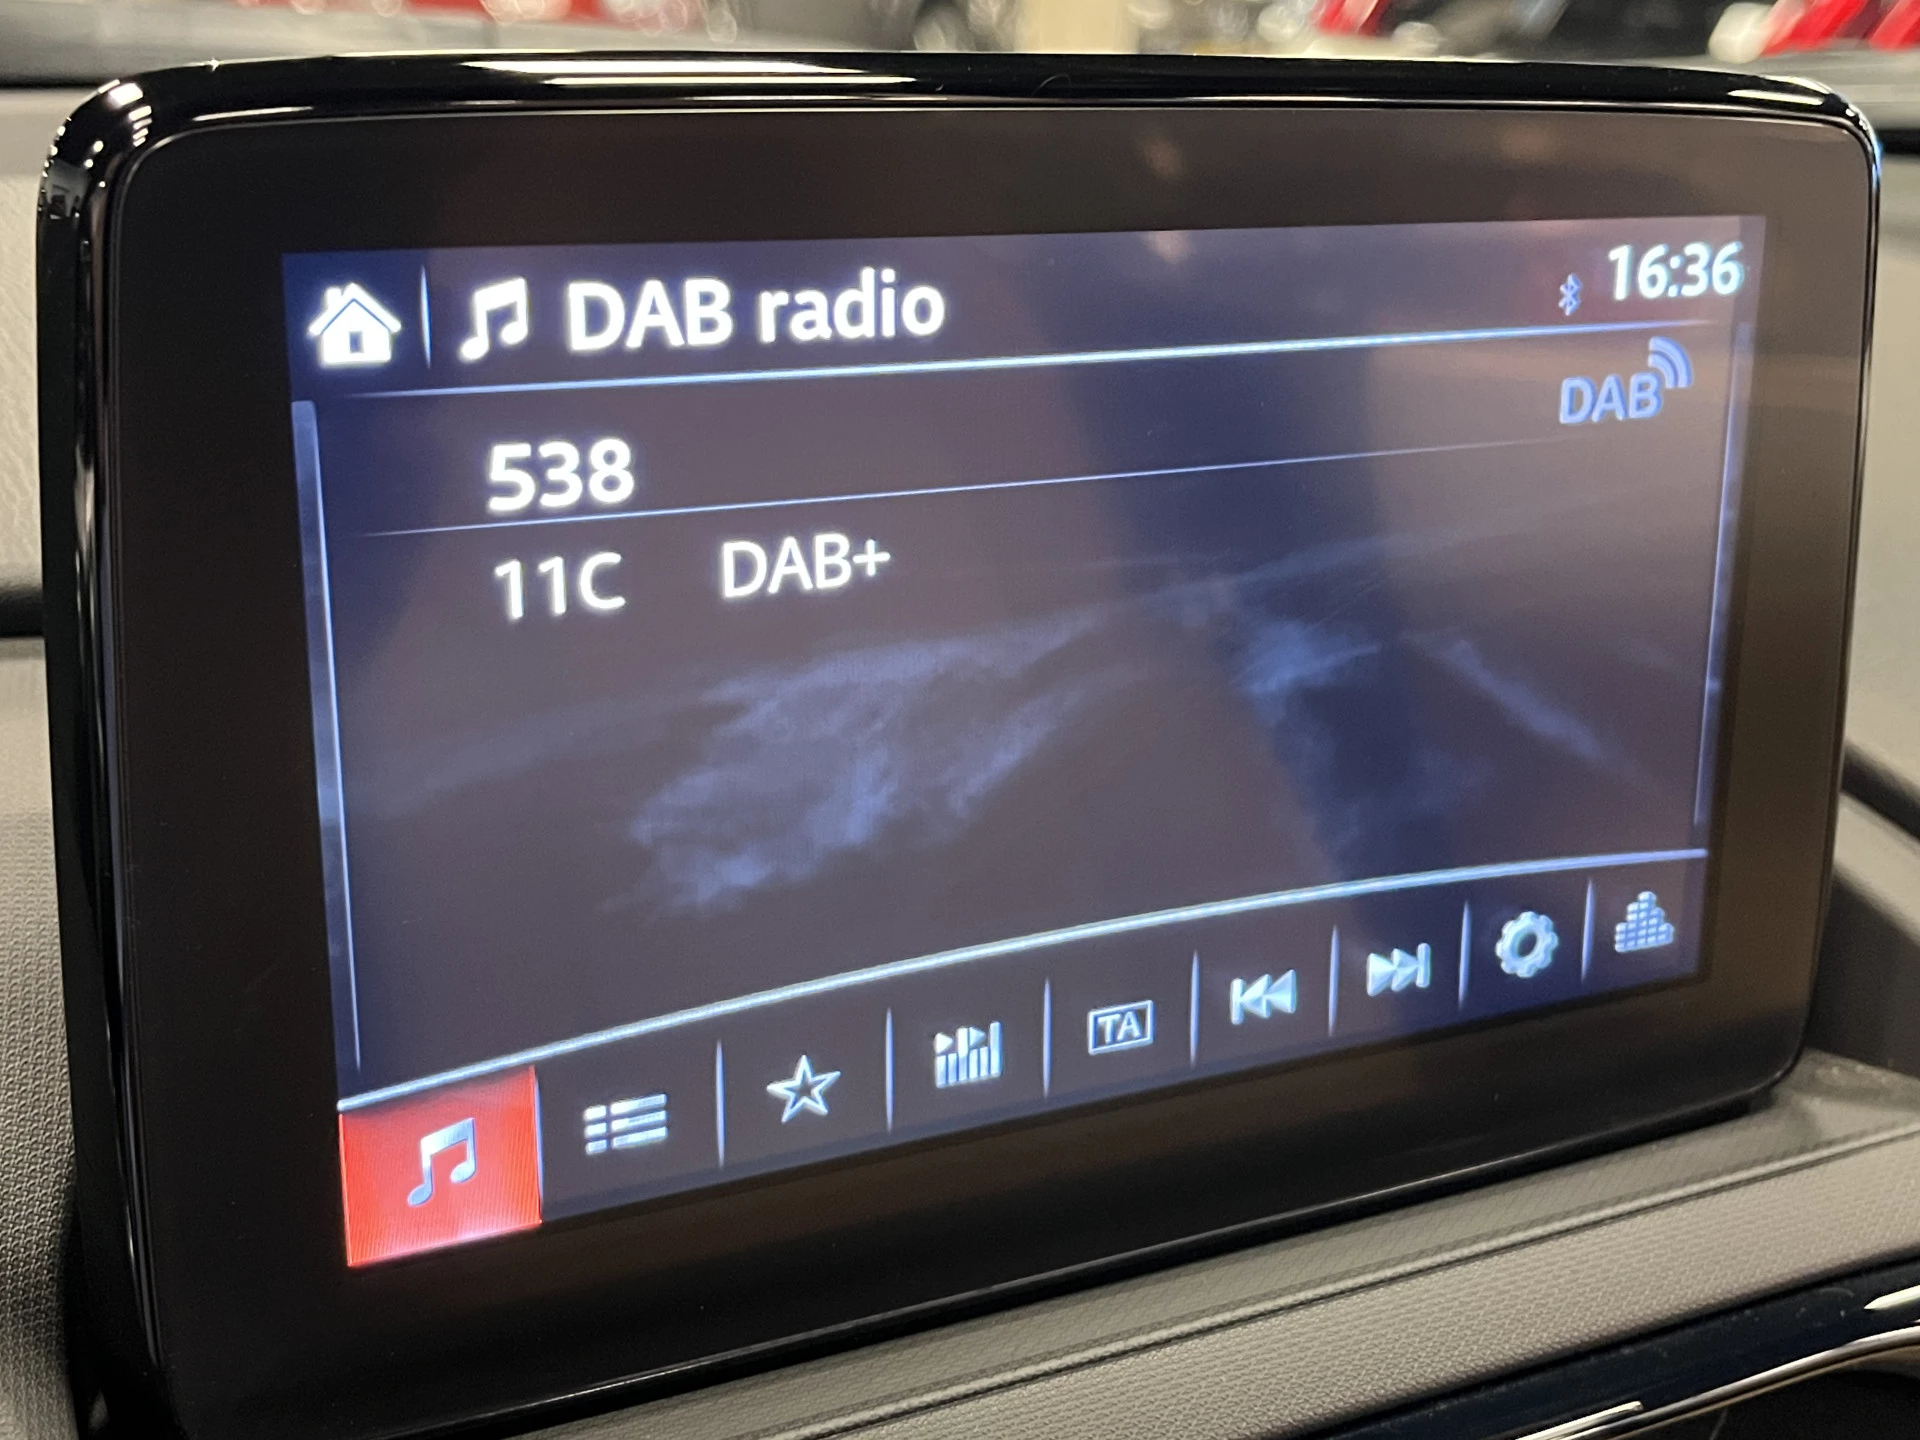 DAB radio
16:36
DAB
538
11C DAB+
TA